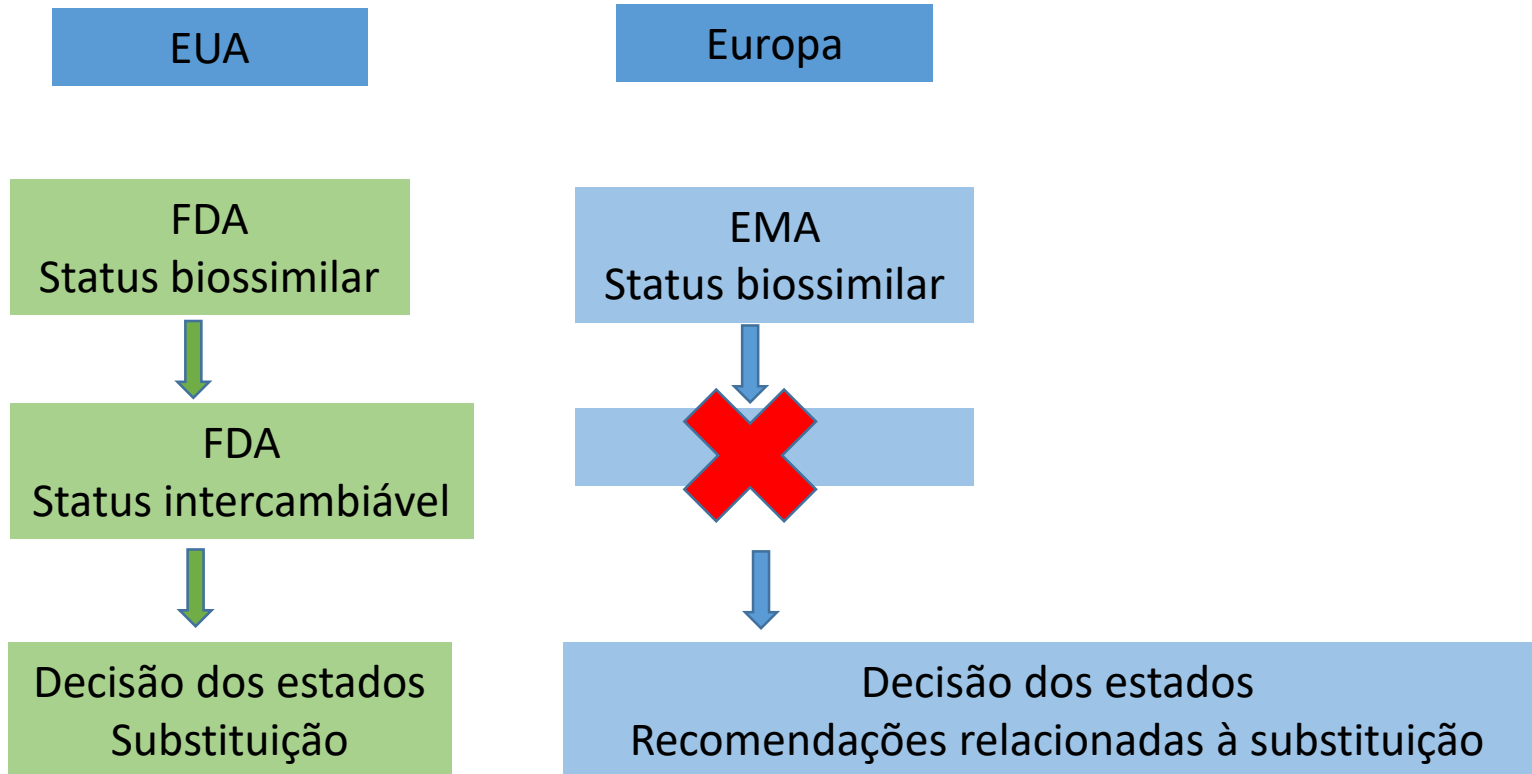 EUA
Europa
FDA
Status biossimilar
EMA
Status biossimilar
FDA
Status intercambiável
Decisão dos estados
Substituição
Decisão dos estados
Recomendações relacionadas à substituição